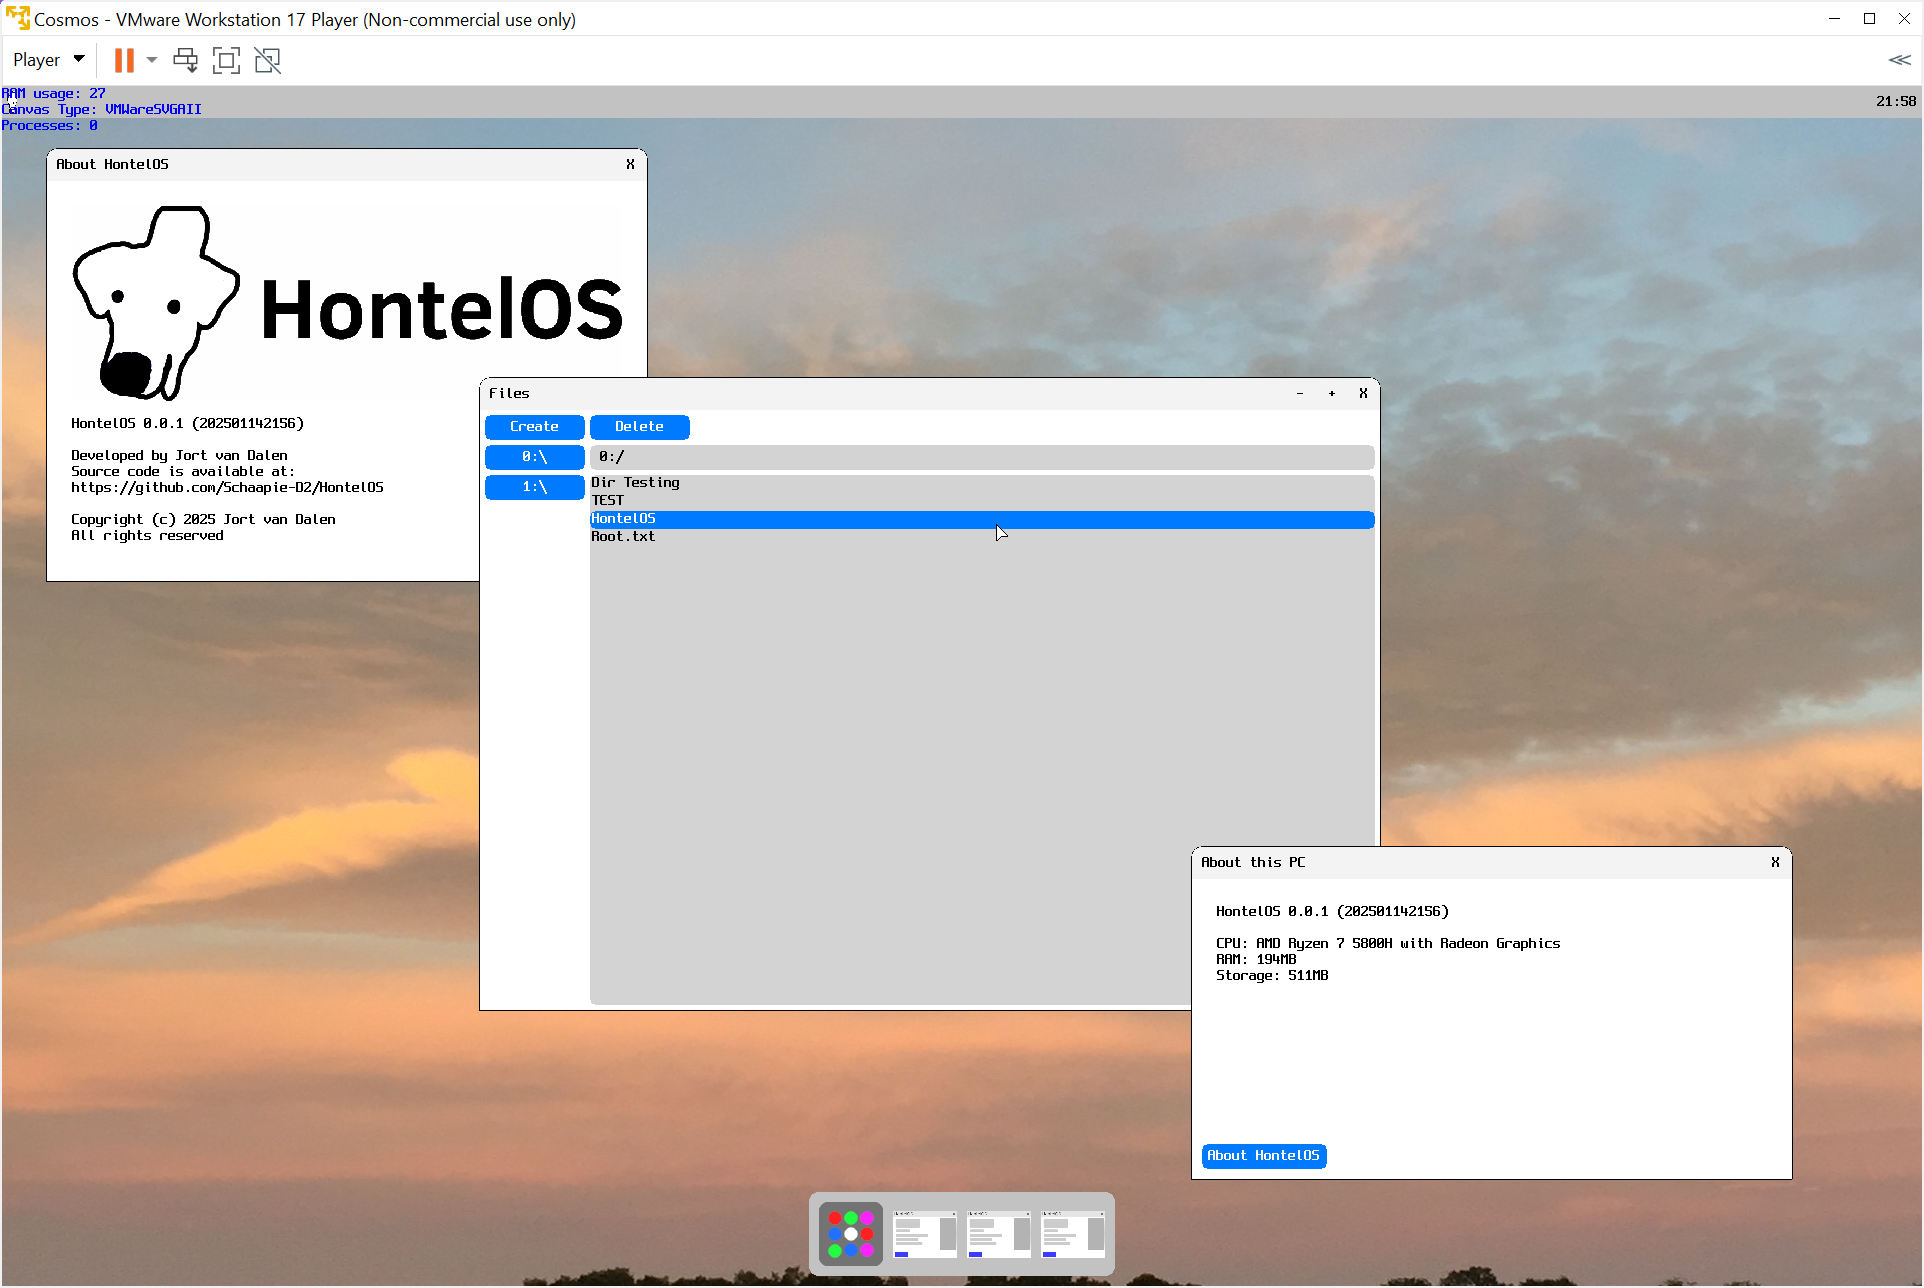 Cosmos - VMware Workstation 17 Player (Non-commercial use only)
Player
RAM usage: 27
Canvas Type: VMWareSVGAII
Processes: 0
21:58
About HontelOS X
HontelOS
HontelOS 0.0.1 (202501142156)
Developed by Jort van Dalen
Source code is available at:
https://github.com/Schaapie-D2/HontelOS
Copyright (c) 2025 Jort van Dalen
All rights reserved
Files - + X
Create Delete
0:\ 0:/
1:\
Dir Testing
TEST
HontelOS
Root.txt
About this PC X
HontelOS 0.0.1 (202501142156)
CPU: AMD Ryzen 7 5800H with Radeon Graphics
RAM: 194MB
Storage: 511MB
About HontelOS